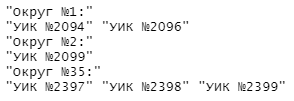 "Округ №1:"
"УИК №2094" "УИК №2096"
"Округ №2:"
"УИК №2099"
"Округ №35:"
"УИК №2397" "УИК №2398" "УИК №2399"